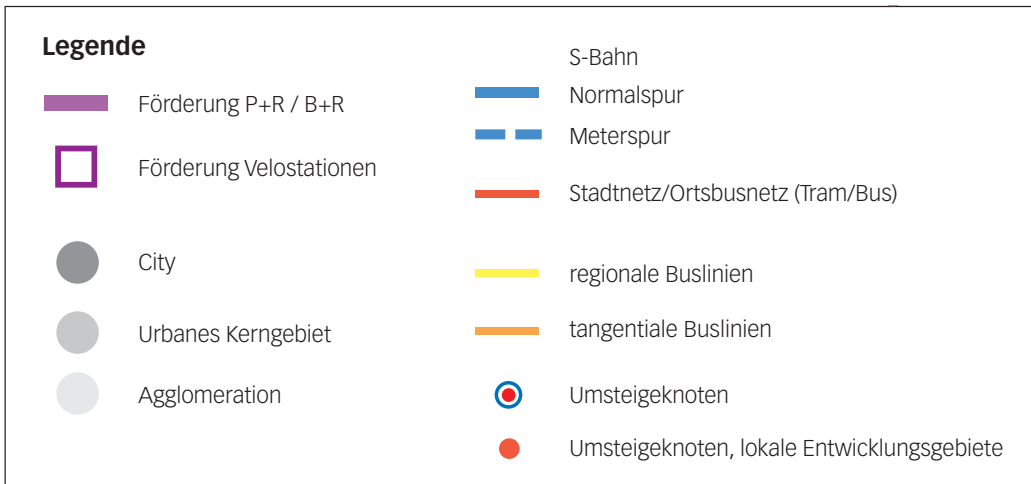 Legende
Förderung P+R / B+R
Förderung Velostationen
City
Urbanes Kerngebiet
Agglomeration
S-Bahn
Normalspur
Meterspur
Stadtnetz/Ortsbusnetz (Tram/Bus)
regionale Buslinien
tangentiale Buslinien
Umsteigeknoten
Umsteigeknoten, lokale Entwicklungsgebiete